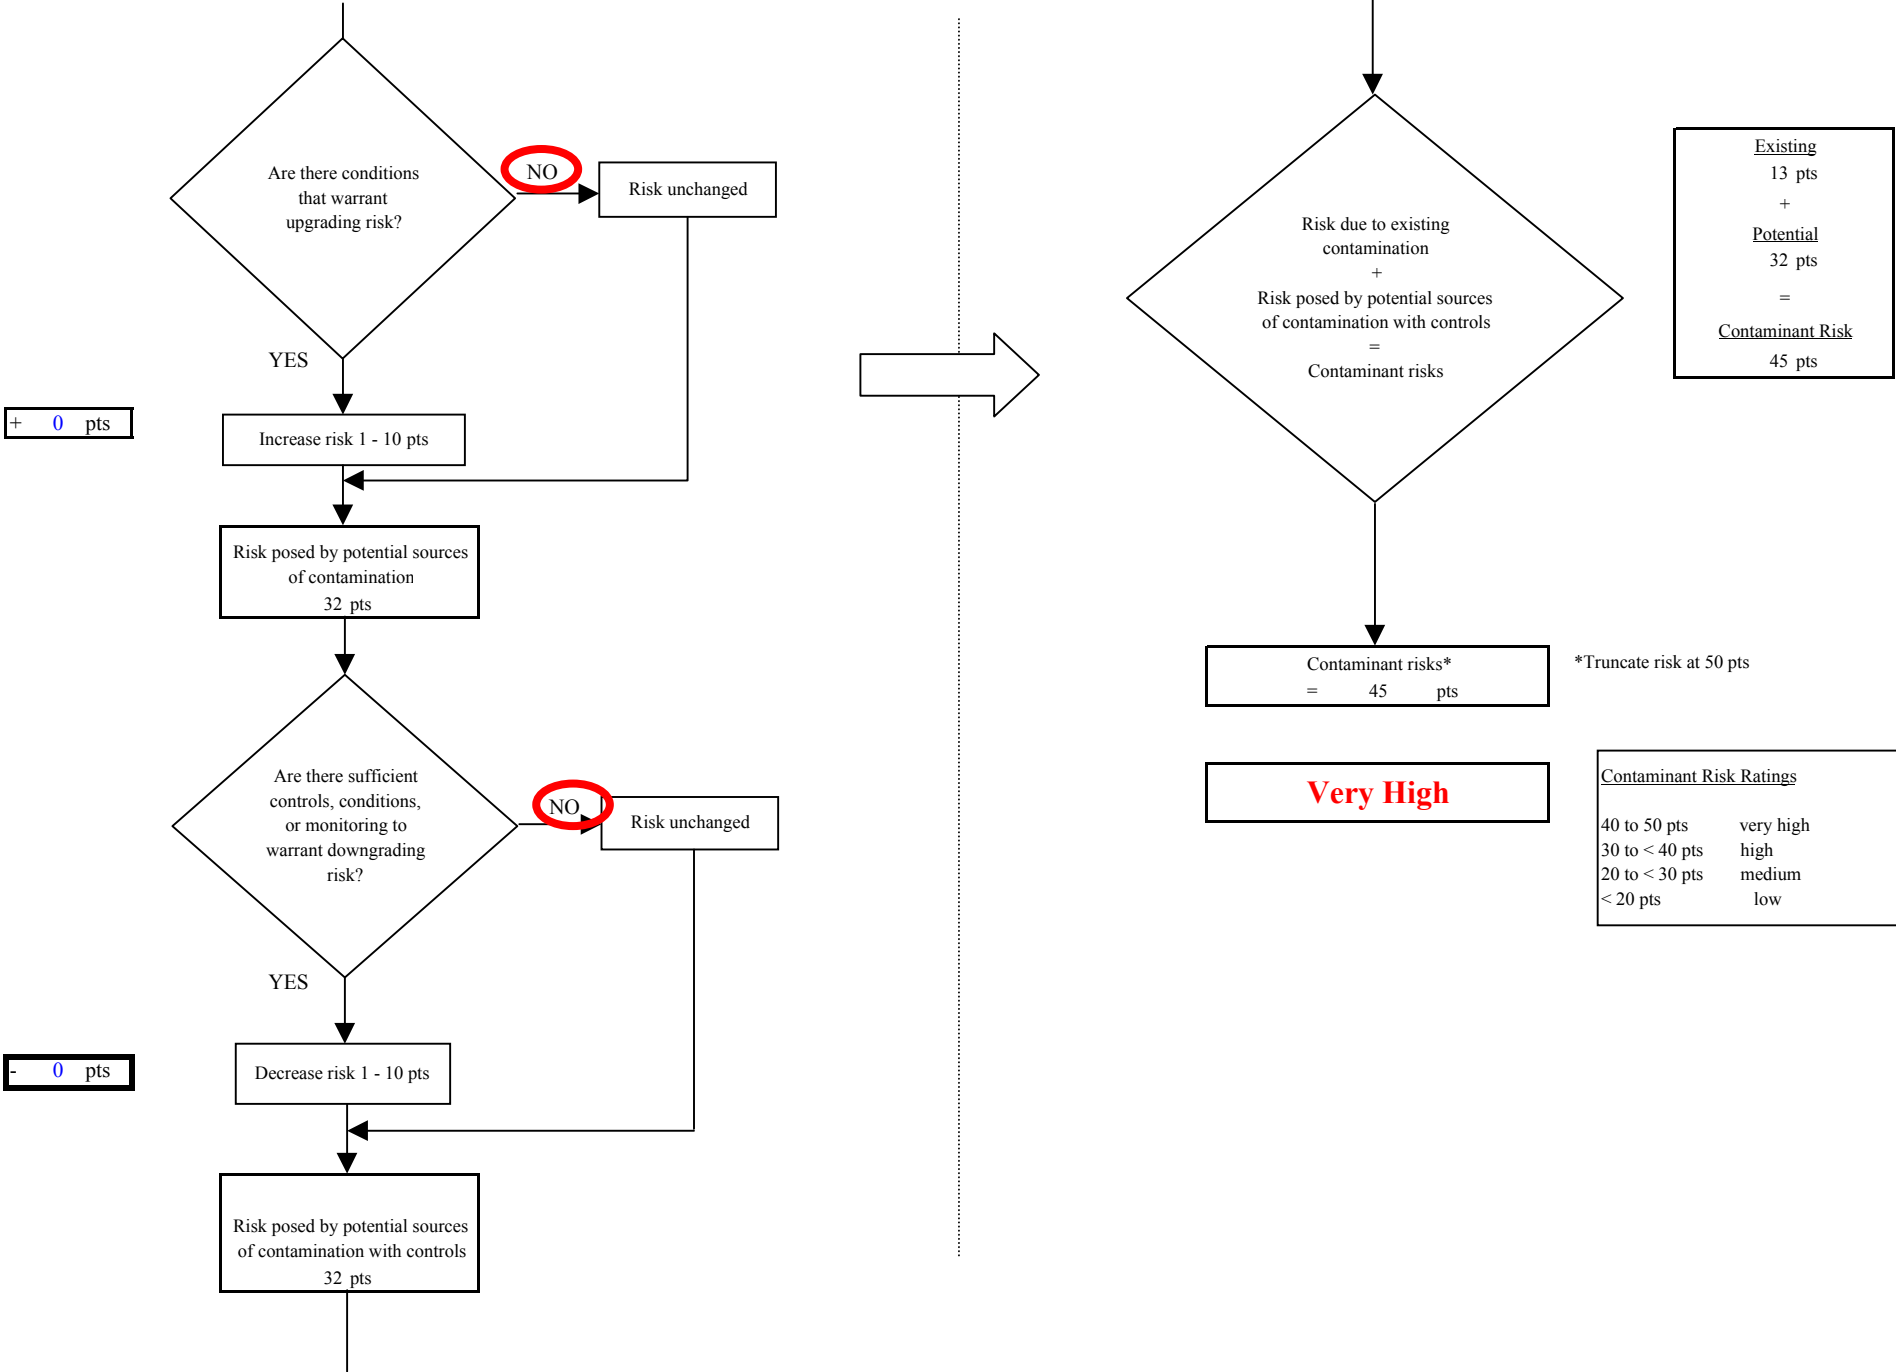 Are there conditions
that warrant
upgrading risk?
NO
Risk unchanged
YES
+ 0 pts
Increase risk 1 - 10 pts
Risk posed by potential sources
of contamination
32 pts
Are there sufficient
controls, conditions,
or monitoring to
warrant downgrading
risk?
NO
Risk unchanged
YES
- 0 pts
Decrease risk 1 - 10 pts
Risk posed by potential sources
of contamination with controls
32 pts
Risk due to existing
contamination
+
Risk posed by potential sources
of contamination with controls
=
Contaminant risks
Existing
13 pts
+
Potential
32 pts
=
Contaminant Risk
45 pts
Contaminant risks*
= 45 pts
*Truncate risk at 50 pts
Very High
Contaminant Risk Ratings
40 to 50 pts very high
30 to < 40 pts high
20 to < 30 pts medium
< 20 pts low